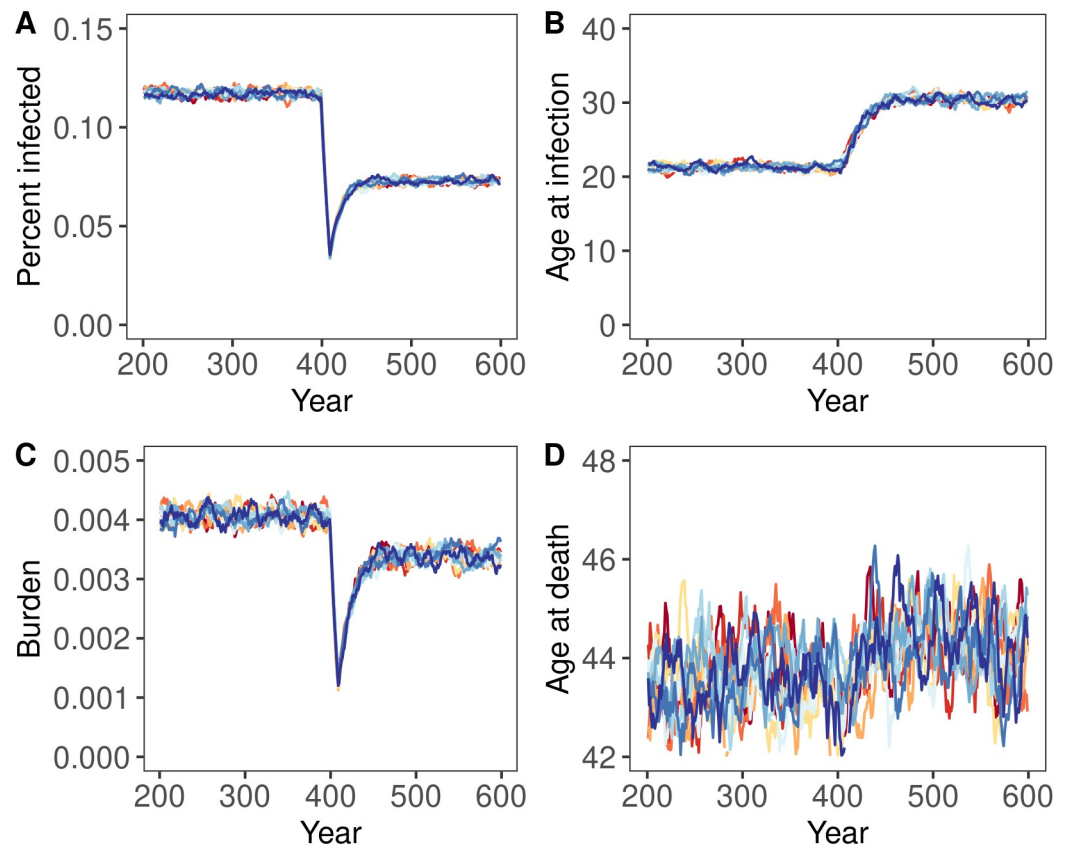 A
Percent infected
0.15
0.10
0.05
0.00
200 300 400 500 600
Year
B
Age at infection
40
30
20
10
0
200 300 400 500 600
Year
C
Burden
0.005
0.004
0.003
0.002
0.001
0.000
200 300 400 500 600
Year
D
Age at death
48
46
44
42
200 300 400 500 600
Year